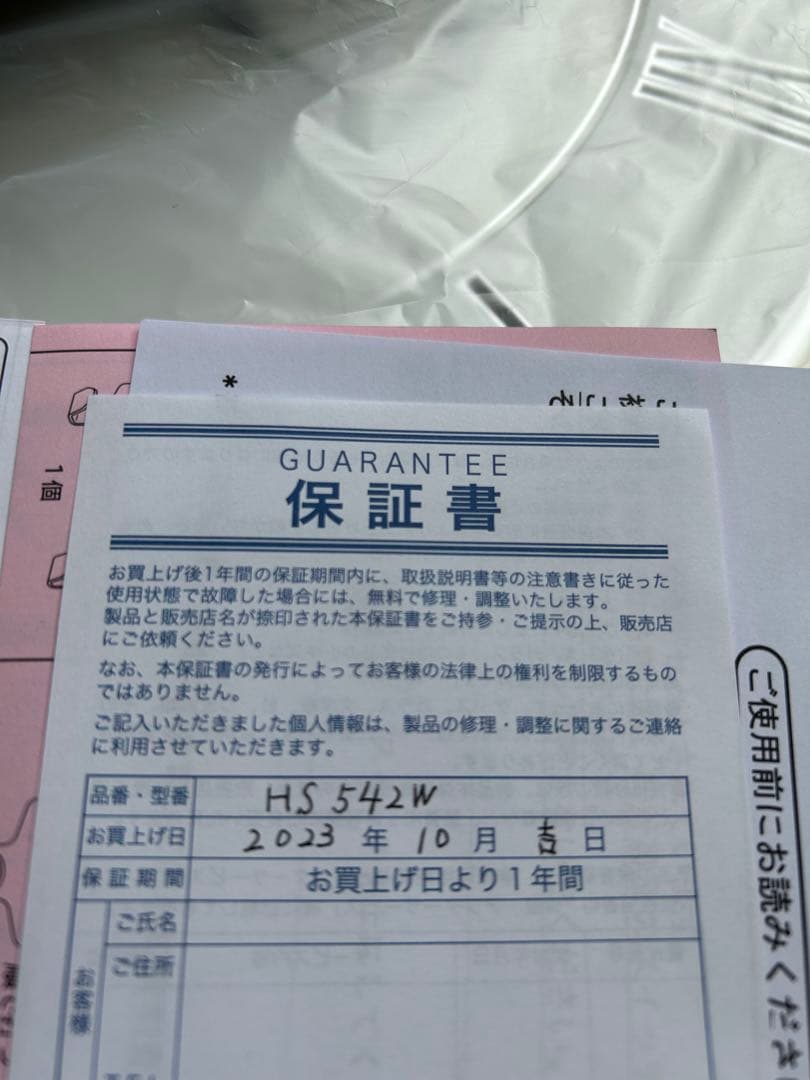 *
1個
GUARANTEE
保証書
お買上げ後1年間の保証期間内に、取扱説明書等の注意書きに従った
使用状態で故障した場合には、無料で修理・調整いたします。
製品と販売店名が捺印された本保証書をご持参・ご提示の上、販売店
にご依頼ください。
なお、本保証書の発行によってお客様の法律上の権利を制限するもの
ではありません。
ご記入いただきました個人情報は、製品の修理・調整に関するご連絡
に利用させていただきます。
品番・型番 HS542W
お買上げ日 2023 年 10 月 吉 日
保証期間 お買上げ日より1年間
お客様
ご氏名
ご住所
ご使用前にお読みくださ